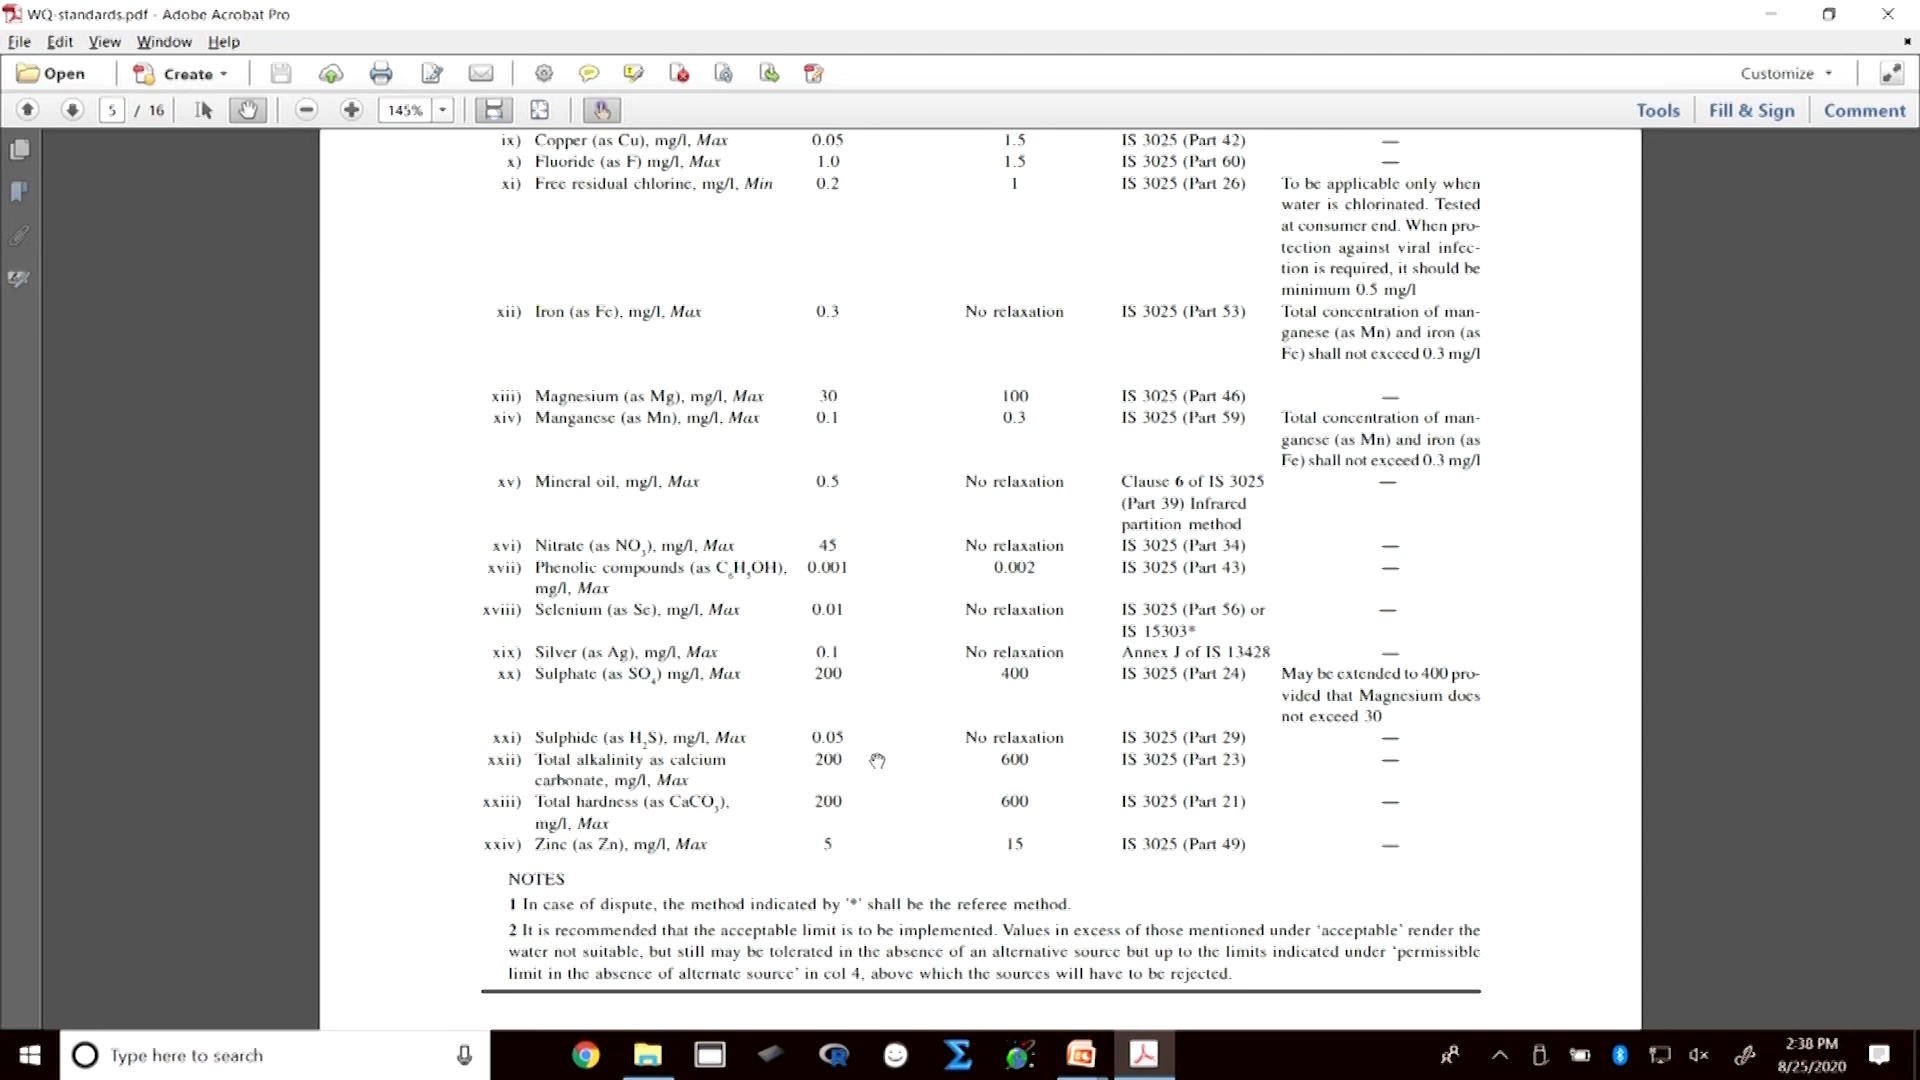 WQ-standards.pdf - Adobe Acrobat Pro
File Edit View Window Help
Open Create Customize
5 / 16 145% Tools Fill & Sign Comment
ix) Copper (as Cu), mg/l, Max 0.05 1.5 IS 3025 (Part 42) —
x) Fluoride (as F) mg/l, Max 1.0 1.5 IS 3025 (Part 60) —
xi) Free residual chlorine, mg/l, Min 0.2 1 IS 3025 (Part 26) To be applicable only when
water is chlorinated. Tested
at consumer end. When pro-
tection against viral infec-
tion is required, it should be
minimum 0.5 mg/l
xii) Iron (as Fe), mg/l, Max 0.3 No relaxation IS 3025 (Part 53) Total concentration of man-
ganese (as Mn) and iron (as
Fe) shall not exceed 0.3 mg/l
xiii) Magnesium (as Mg), mg/l, Max 30 100 IS 3025 (Part 46) —
xiv) Manganese (as Mn), mg/l, Max 0.1 0.3 IS 3025 (Part 59) Total concentration of man-
ganese (as Mn) and iron (as
Fe) shall not exceed 0.3 mg/l
xv) Mineral oil, mg/l, Max 0.5 No relaxation Clause 6 of IS 3025 —
(Part 39) Infrared
partition method
xvi) Nitrate (as NO3), mg/l, Max 45 No relaxation IS 3025 (Part 34) —
xvii) Phenolic compounds (as C6H5OH), 0.001 0.002 IS 3025 (Part 43) —
mg/l, Max
xviii) Selenium (as Se), mg/l, Max 0.01 No relaxation IS 3025 (Part 56) or —
IS 15303*
xix) Silver (as Ag), mg/l, Max 0.1 No relaxation Annex J of IS 13428 —
xx) Sulphate (as SO4) mg/l, Max 200 400 IS 3025 (Part 24) May be extended to 400 pro-
vided that Magnesium does
not exceed 30
xxi) Sulphide (as H2S), mg/l, Max 0.05 No relaxation IS 3025 (Part 29) —
xxii) Total alkalinity as calcium 200 600 IS 3025 (Part 23) —
carbonate, mg/l, Max
xxiii) Total hardness (as CaCO3), 200 600 IS 3025 (Part 21) —
mg/l, Max
xxiv) Zinc (as Zn), mg/l, Max 5 15 IS 3025 (Part 49) —
NOTES
1 In case of dispute, the method indicated by '*' shall be the referee method.
2 It is recommended that the acceptable limit is to be implemented. Values in excess of those mentioned under 'acceptable' render the
water not suitable, but still may be tolerated in the absence of an alternative source but up to the limits indicated under 'permissible
limit in the absence of alternate source' in col 4, above which the sources will have to be rejected.
Type here to search
2:38 PM
8/25/2020